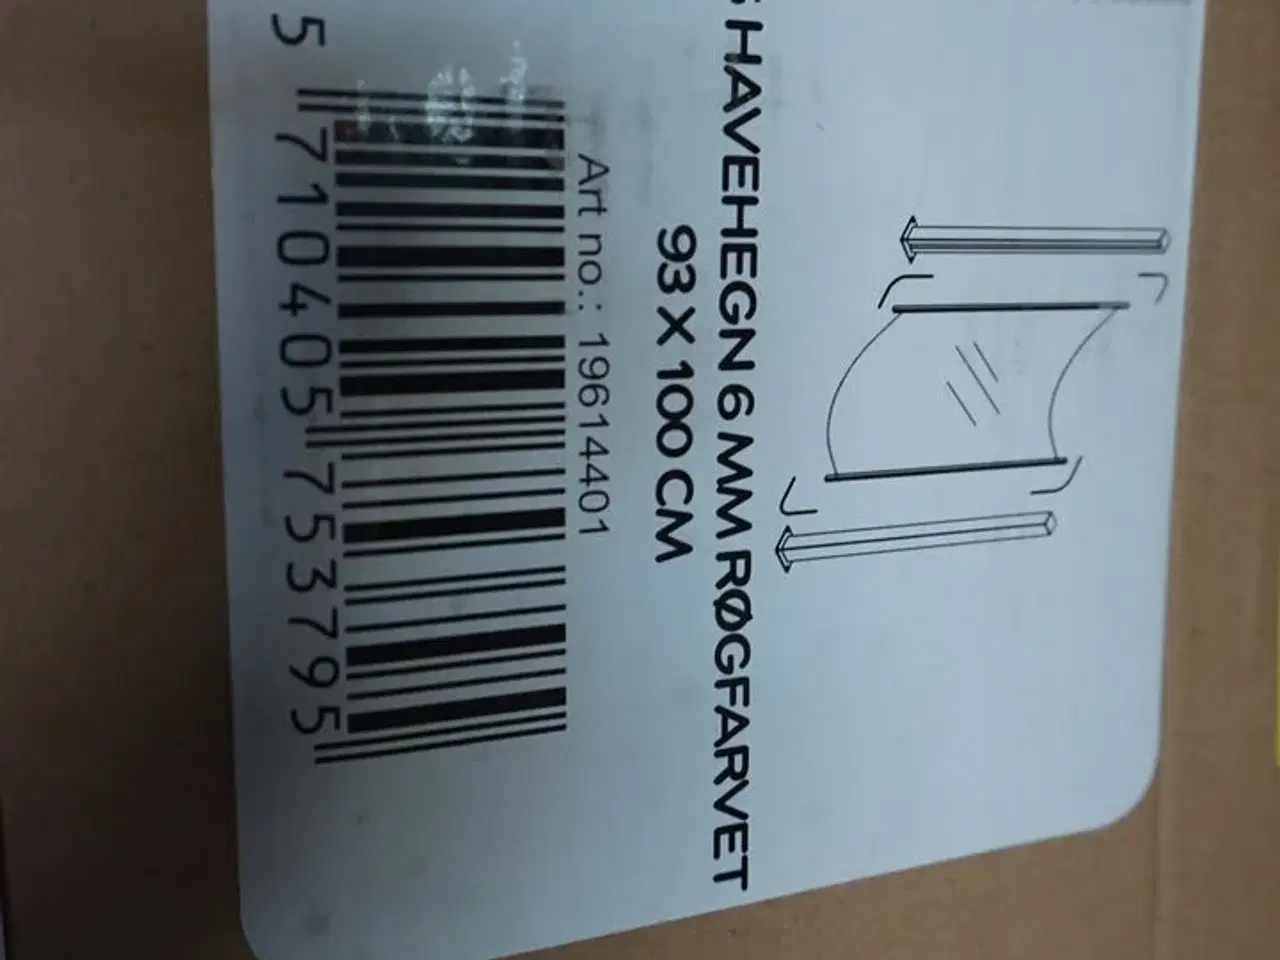 HAVEHEGN 6 MM RØGFARVET
93 X 100 CM
Art no.: 19614401
5 710405 753795